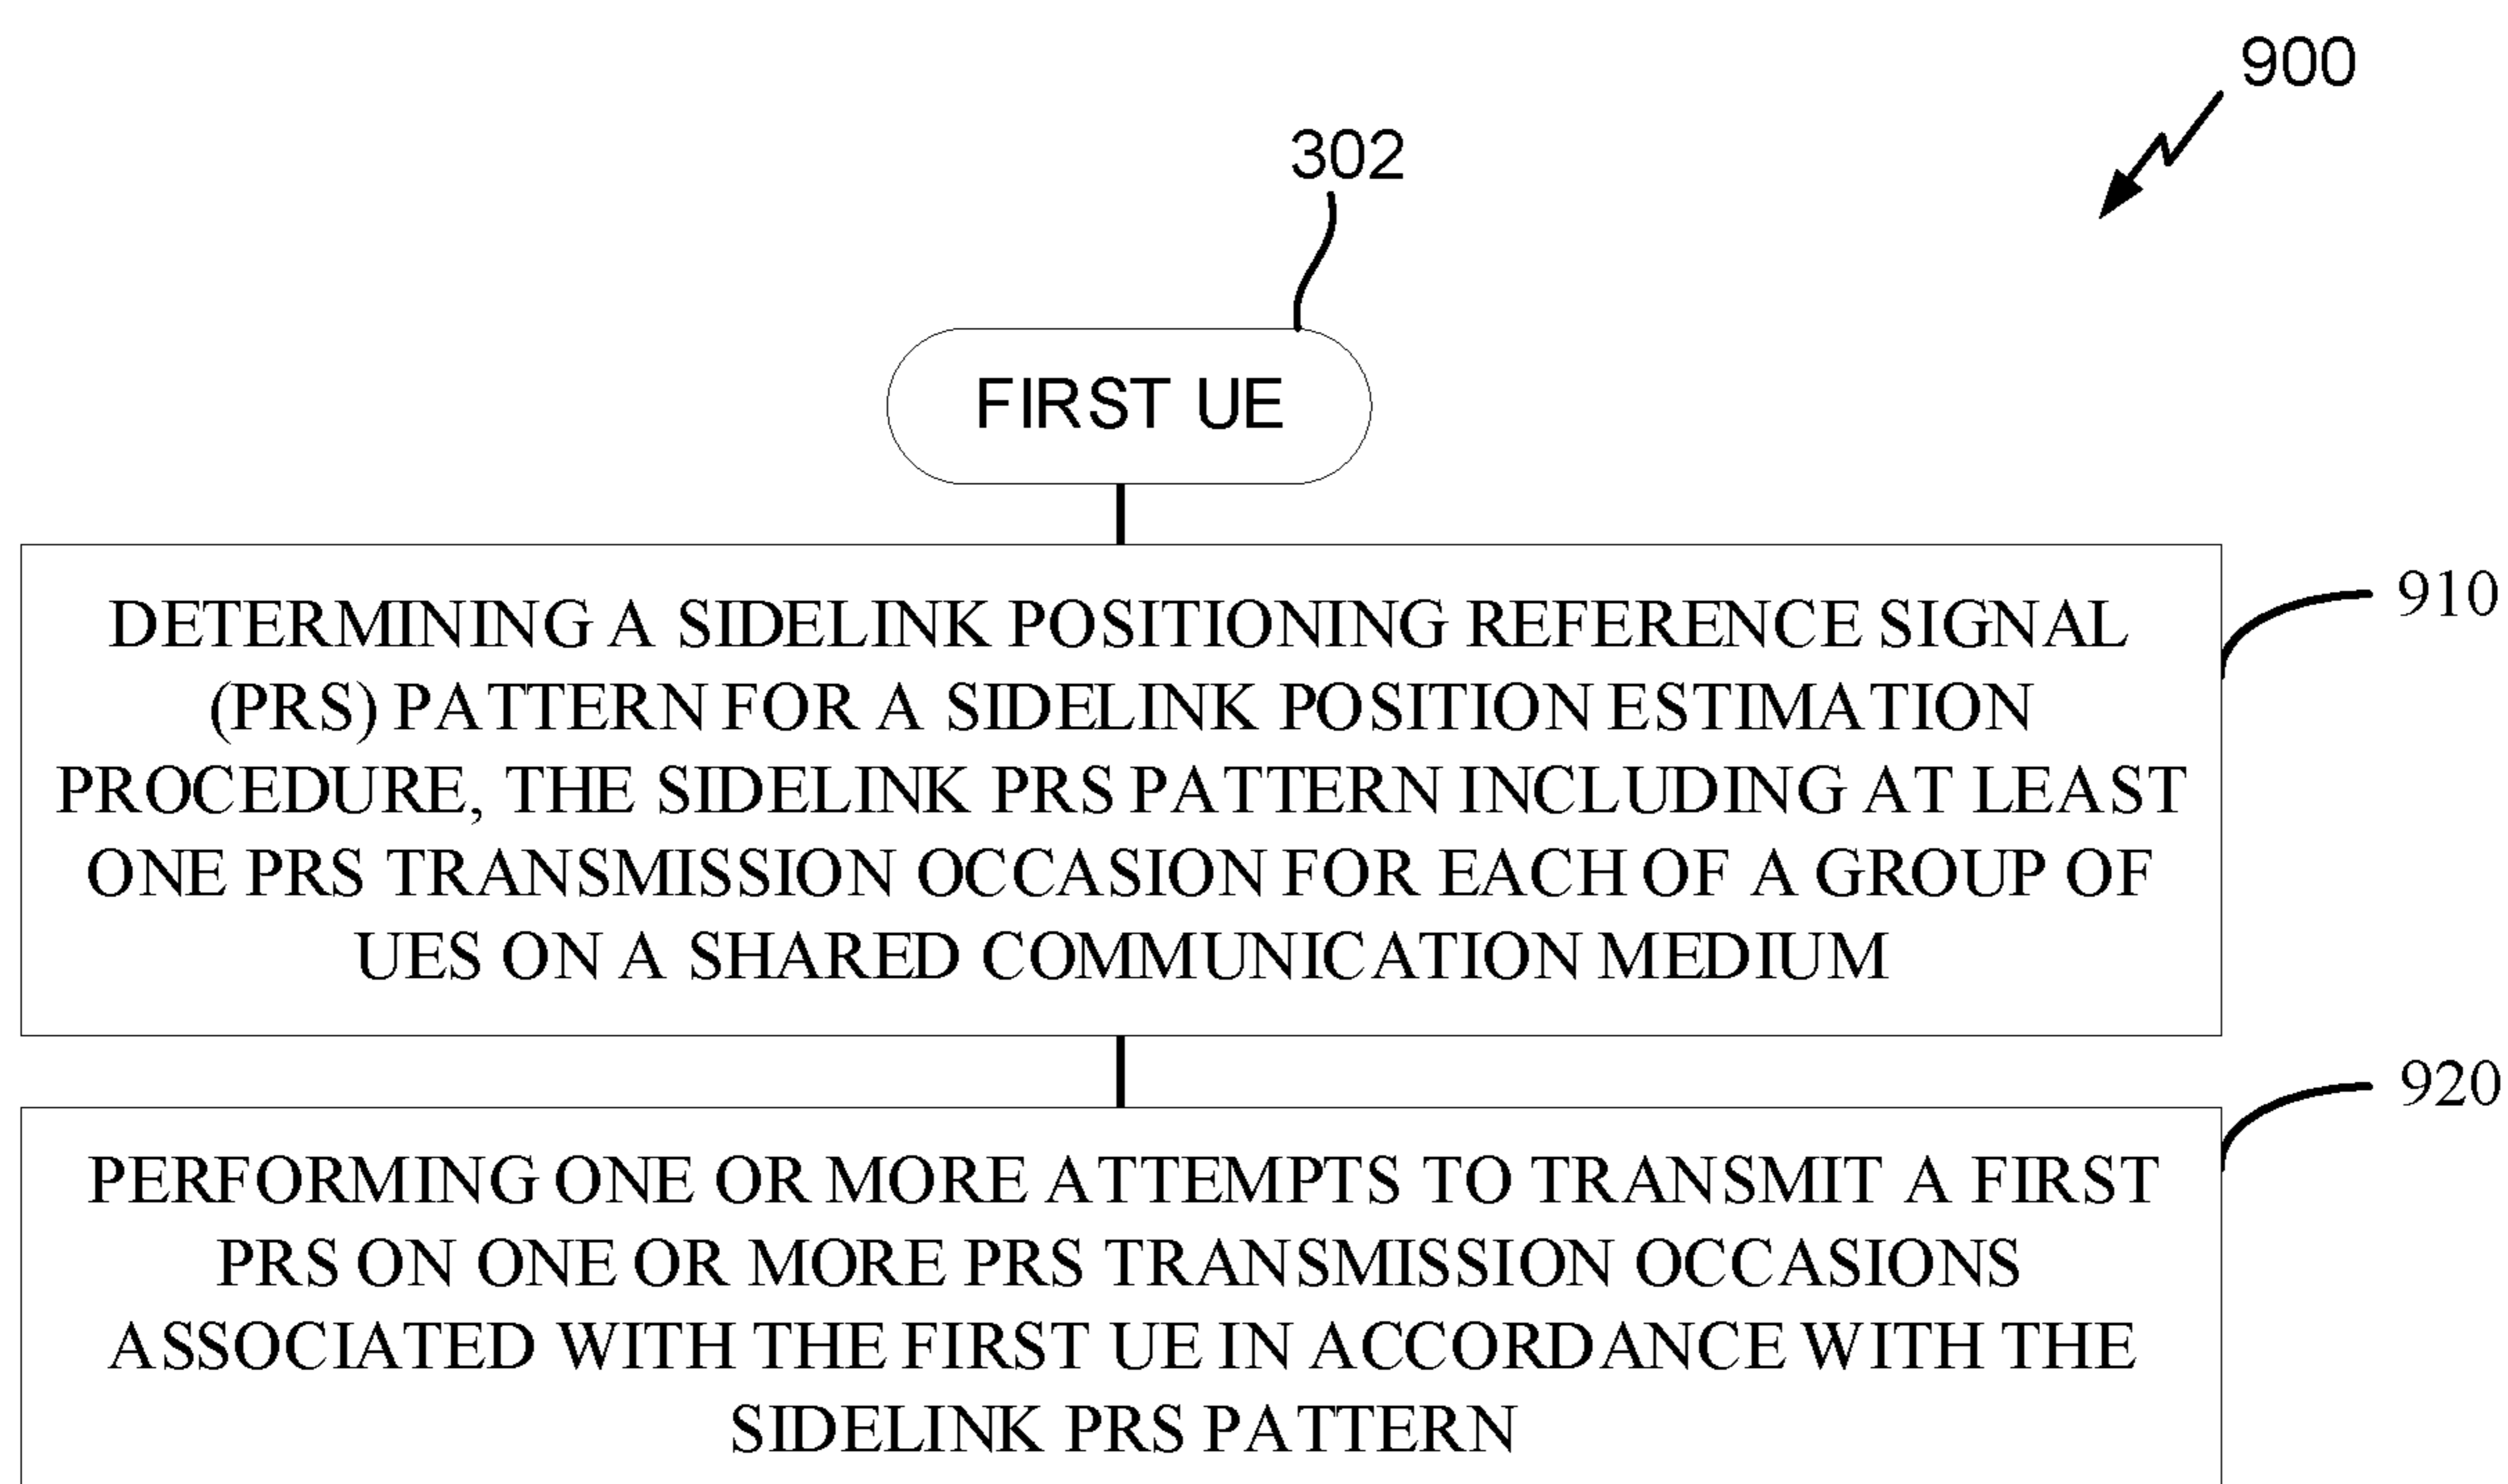 900
302
FIRST UE
910
DETERMINING A SIDELINK POSITIONING REFERENCE SIGNAL
(PRS) PATTERN FOR A SIDELINK POSITION ESTIMATION
PROCEDURE, THE SIDELINK PRS PATTERN INCLUDING AT LEAST
ONE PRS TRANSMISSION OCCASION FOR EACH OF A GROUP OF
UES ON A SHARED COMMUNICATION MEDIUM
920
PERFORMING ONE OR MORE ATTEMPTS TO TRANSMIT A FIRST
PRS ON ONE OR MORE PRS TRANSMISSION OCCASIONS
ASSOCIATED WITH THE FIRST UE IN ACCORDANCE WITH THE
SIDELINK PRS PATTERN